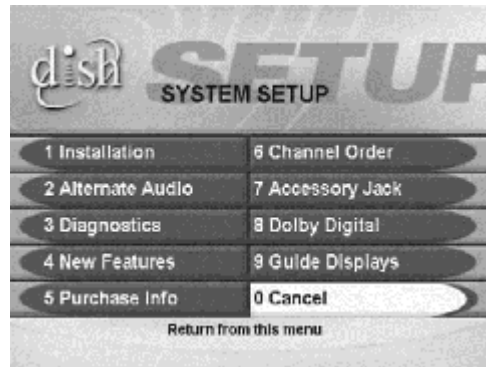 dish
SETUP
SYSTEM SETUP
1 Installation
2 Alternate Audio
3 Diagnostics
4 New Features
5 Purchase Info
6 Channel Order
7 Accessory Jack
8 Dolby Digital
9 Guide Displays
0 Cancel
Return from this menu